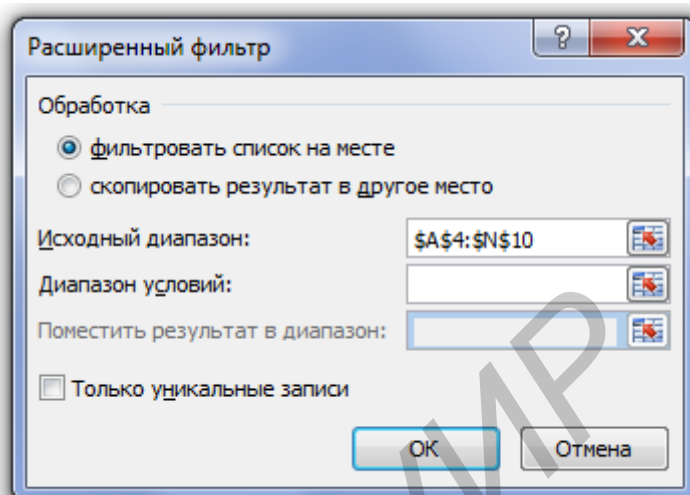 Расширенный фильтр
?
X
Обработка
фильтровать список на месте
скопировать результат в другое место
Исходный диапазон: $A$4:$N$10
Диапазон условий:
Поместить результат в диапазон:
Только уникальные записи
ОК Отмена